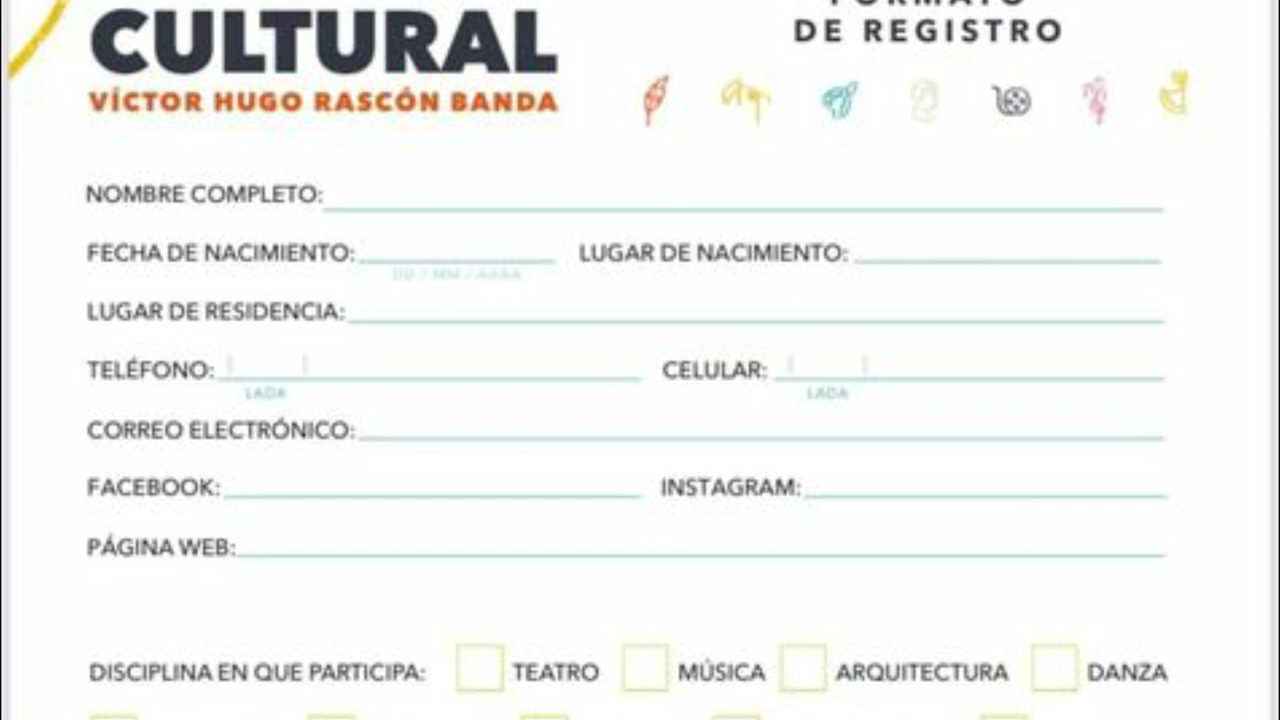 FORMATO
CULTURAL
DE REGISTRO
VÍCTOR HUGO RASCÓN BANDA
NOMBRE COMPLETO:
FECHA DE NACIMIENTO: LUGAR DE NACIMIENTO:
DD / MM / AAAA
LUGAR DE RESIDENCIA:
TELÉFONO: ( ) CELULAR: ( )
LADA LADA
CORREO ELECTRÓNICO:
FACEBOOK: INSTAGRAM:
PÁGINA WEB:
DISCIPLINA EN QUE PARTICIPA: TEATRO MÚSICA ARQUITECTURA DANZA